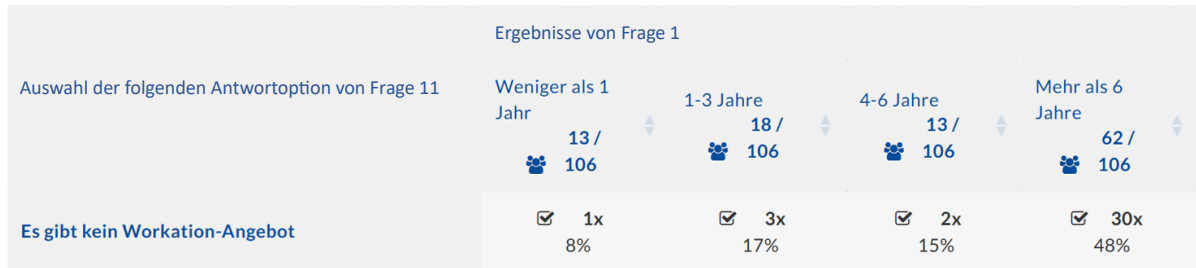 Ergebnisse von Frage 1
Auswahl der folgenden Antwortoption von Frage 11
Weniger als 1
Jahr
13 /
106
1-3 Jahre
18 /
106
4-6 Jahre
13 /
106
Mehr als 6
Jahre
62 /
106
Es gibt kein Workation-Angebot
1x
8%
3x
17%
2x
15%
30x
48%